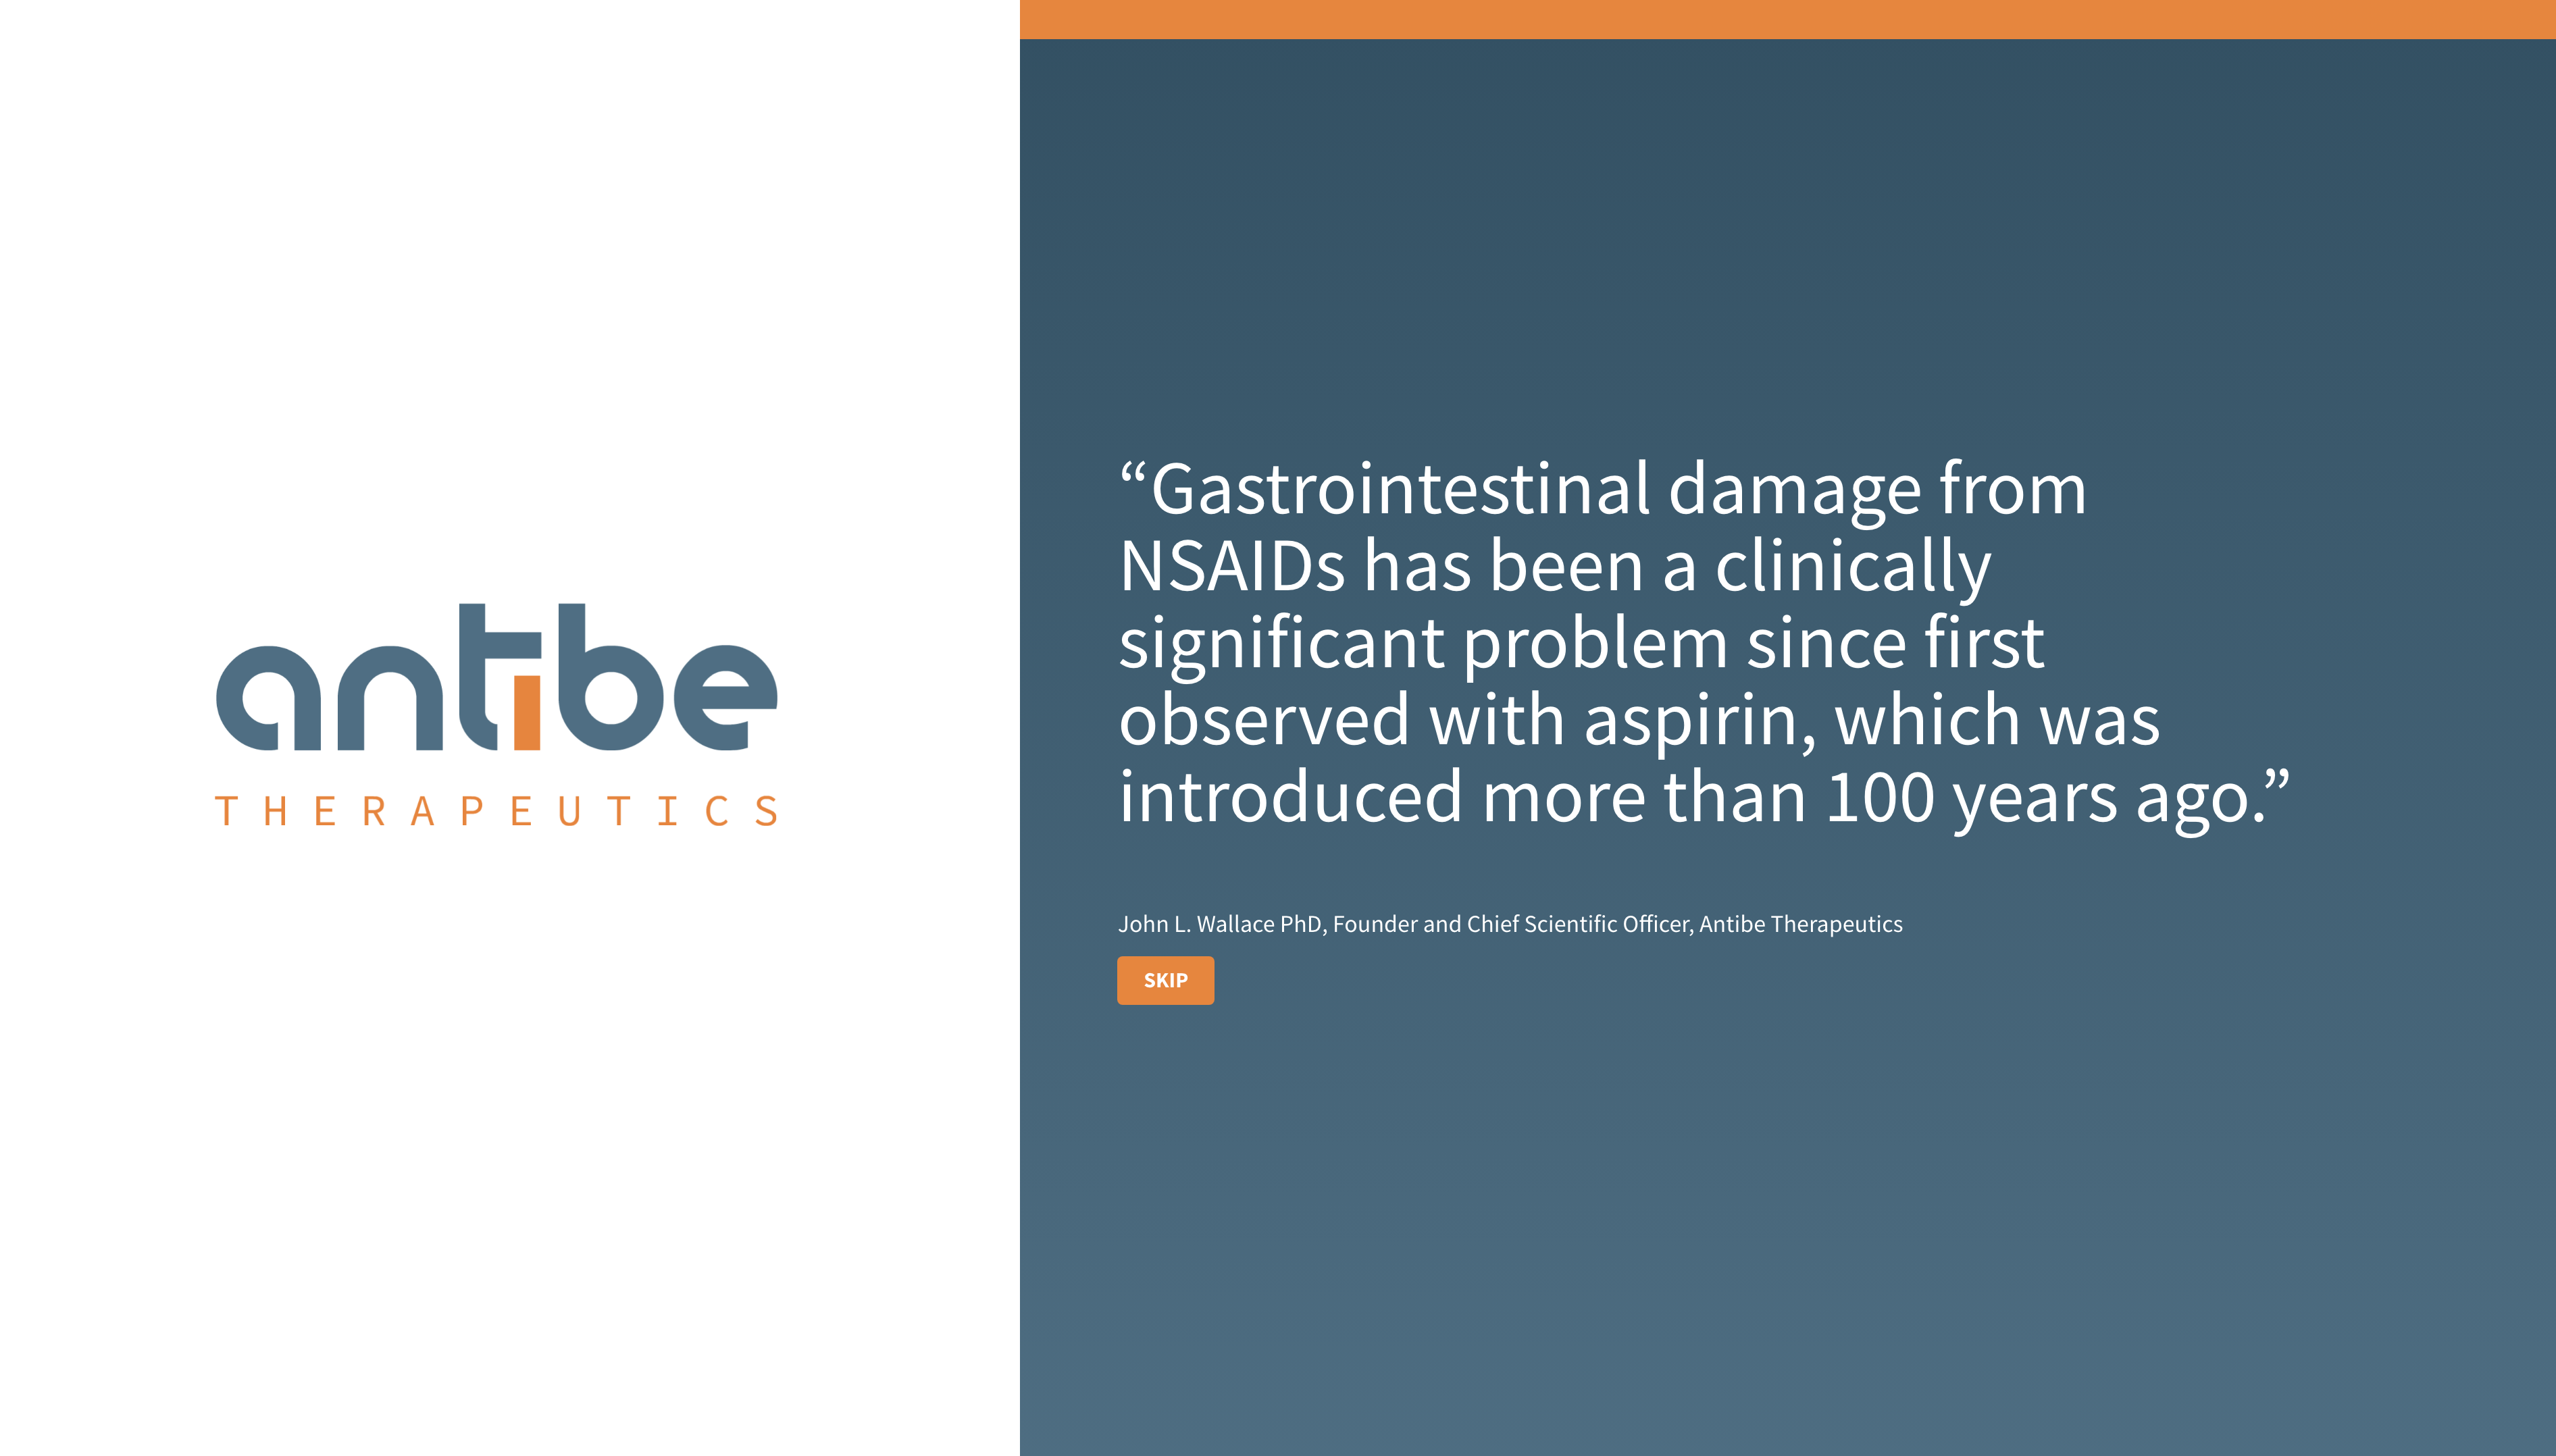 antibe
THERAPEUTICS
“Gastrointestinal damage from
NSAIDs has been a clinically
significant problem since first
observed with aspirin, which was
introduced more than 100 years ago.”
John L. Wallace PhD, Founder and Chief Scientific Officer, Antibe Therapeutics
SKIP